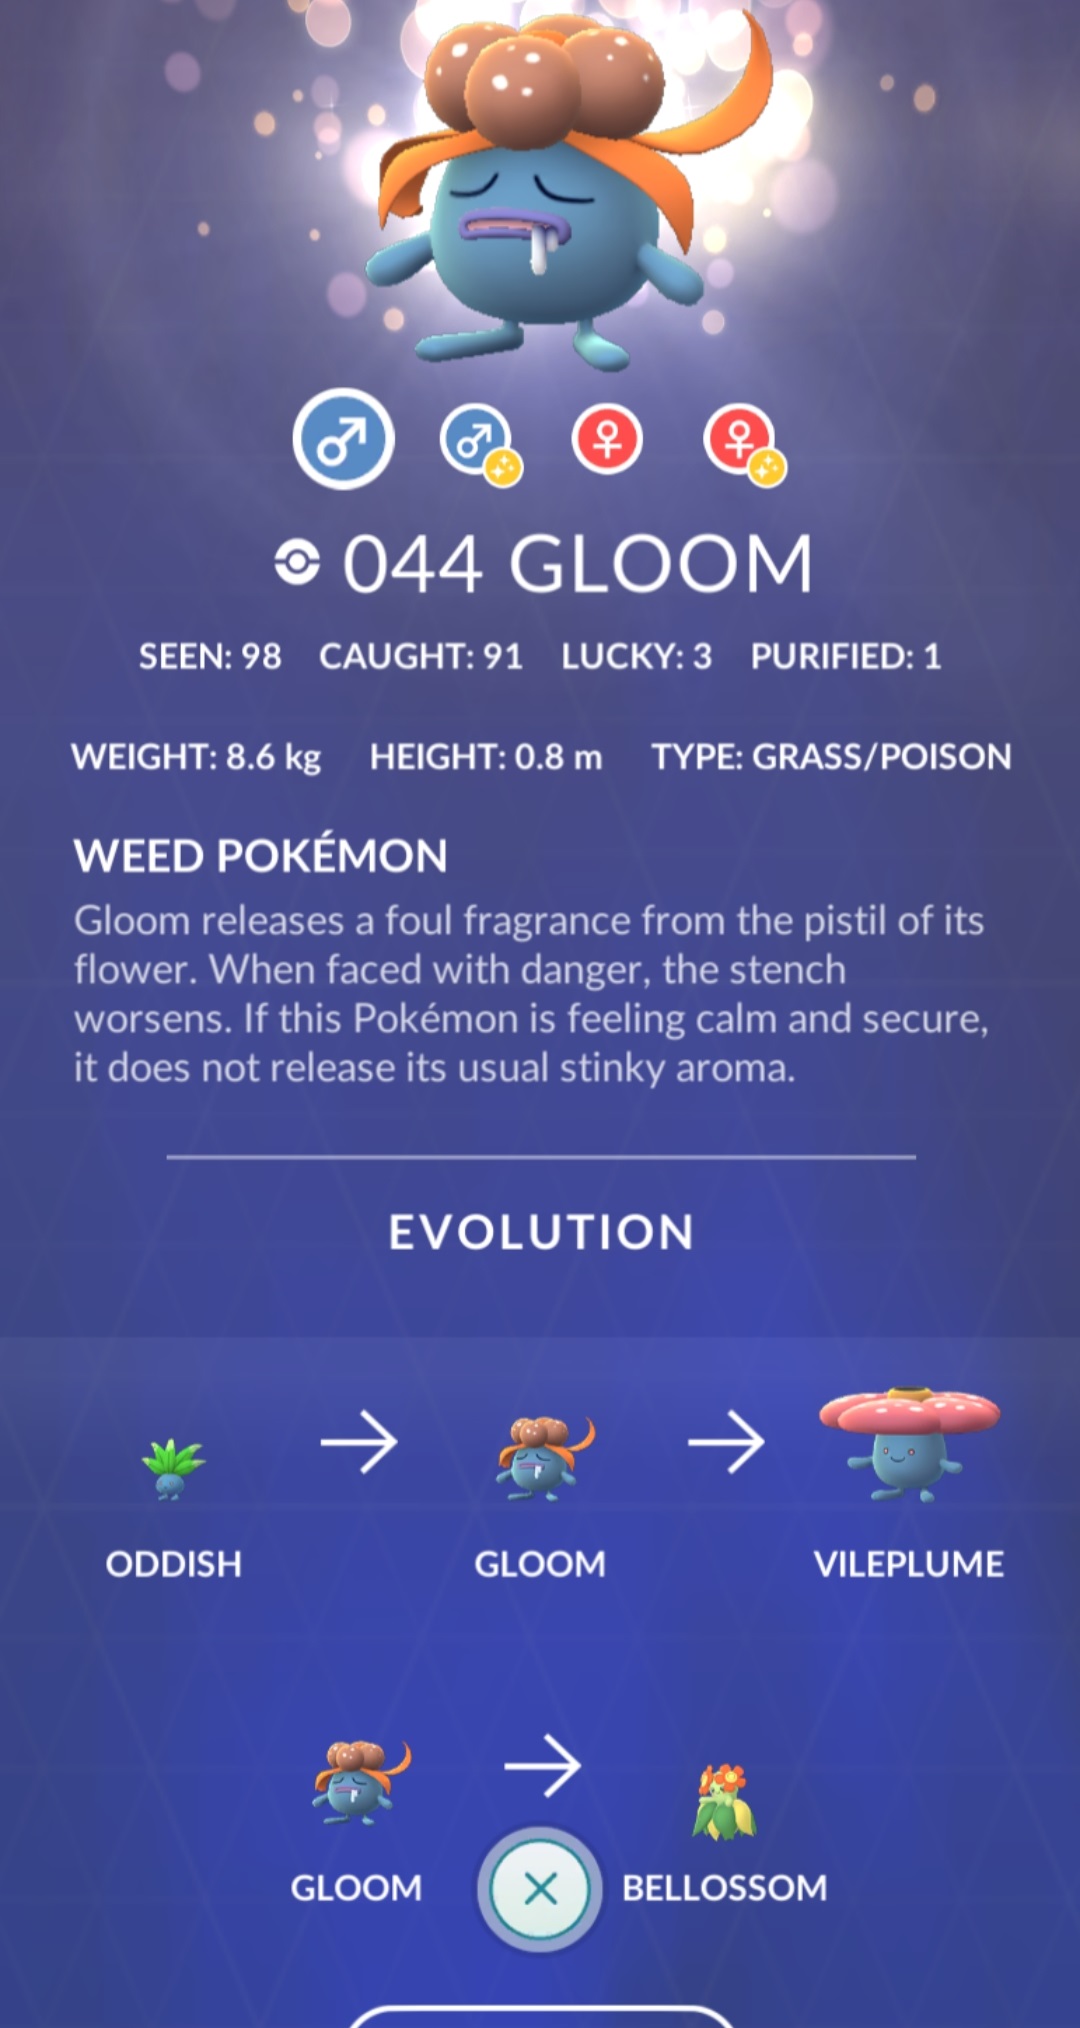 044 GLOOM
SEEN: 98 CAUGHT: 91 LUCKY: 3 PURIFIED: 1
WEIGHT: 8.6 kg HEIGHT: 0.8 m TYPE: GRASS/POISON
WEED POKÉMON
Gloom releases a foul fragrance from the pistil of its
flower. When faced with danger, the stench
worsens. If this Pokémon is feeling calm and secure,
it does not release its usual stinky aroma.
EVOLUTION
ODDISH GLOOM VILEPLUME
GLOOM BELLOSSOM